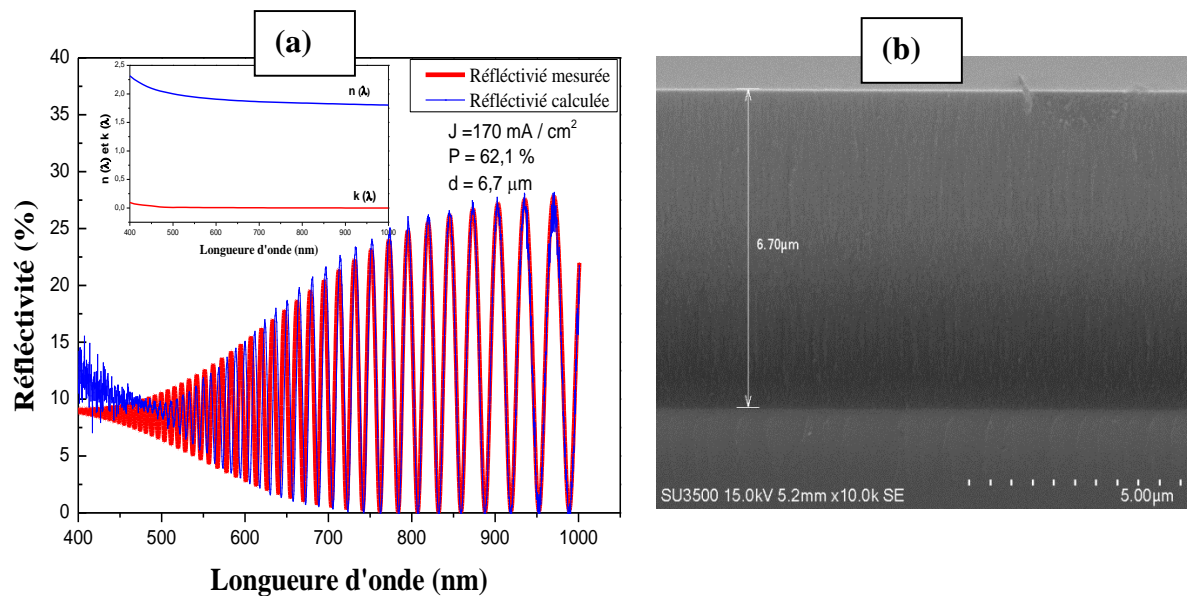 (a)
40
35
30
25
20
15
10
5
0
Réfléctivité (%)
400 500 600 700 800 900 1000
Longueure d'onde (nm)
Réfléctivié mesurée
Réfléctivié calculée
J =170 mA / cm²
P = 62,1 %
d = 6,7 µm
2,5
2,0
1,5
1,0
0,5
0,0
n (λ) et k (λ)
n (λ)
k (λ)
400 500 600 700 800 900 1000
Longueure d'onde (nm)
(b)
6.70µm
SU3500 15.0kV 5.2mm x10.0k SE
5.00µm